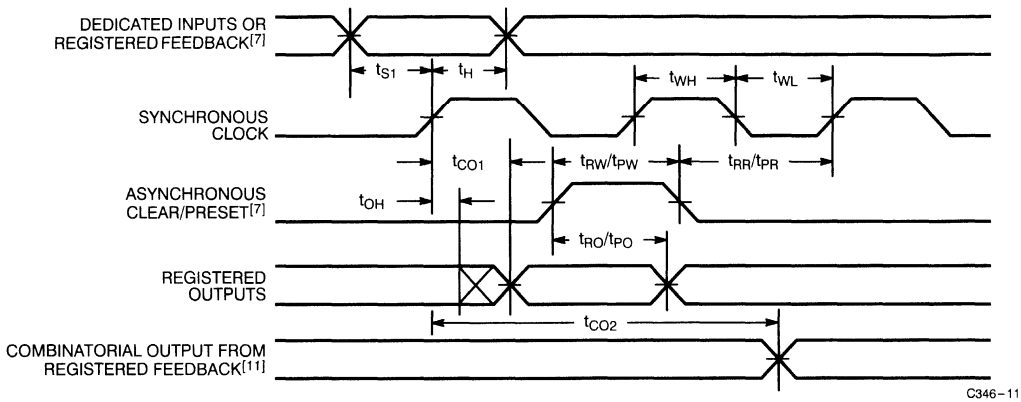 DEDICATED INPUTS OR
REGISTERED FEEDBACK[7]
tS1
tH
tWH
tWL
SYNCHRONOUS
CLOCK
tCO1
tRW/tPW
tRR/tPR
ASYNCHRONOUS
CLEAR/PRESET[7]
tOH
tRO/tPO
REGISTERED
OUTPUTS
tCO2
COMBINATORIAL OUTPUT FROM
REGISTERED FEEDBACK[11]
C346–11